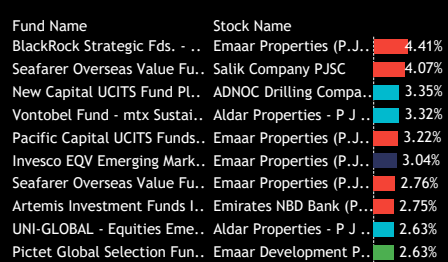 Fund Name Stock Name
BlackRock Strategic Fds. - .. Emaar Properties (P.J.. 4.41%
Seafarer Overseas Value Fu.. Salik Company PJSC 4.07%
New Capital UCITS Fund Pl.. ADNOC Drilling Compa.. 3.35%
Vontobel Fund - mtx Sustai.. Aldar Properties - P J .. 3.32%
Pacific Capital UCITS Funds.. Emaar Properties (P.J.. 3.22%
Invesco EQV Emerging Mark.. Emaar Properties (P.J.. 3.04%
Seafarer Overseas Value Fu.. Emaar Properties (P.J.. 2.76%
Artemis Investment Funds I.. Emirates NBD Bank (P.. 2.75%
UNI-GLOBAL - Equities Eme.. Aldar Properties - P J .. 2.63%
Pictet Global Selection Fun.. Emaar Development P.. 2.63%